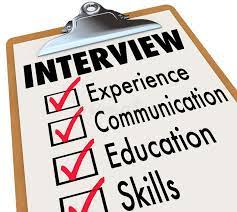 INTERVIEW
Experience
Communication
Education
Skills